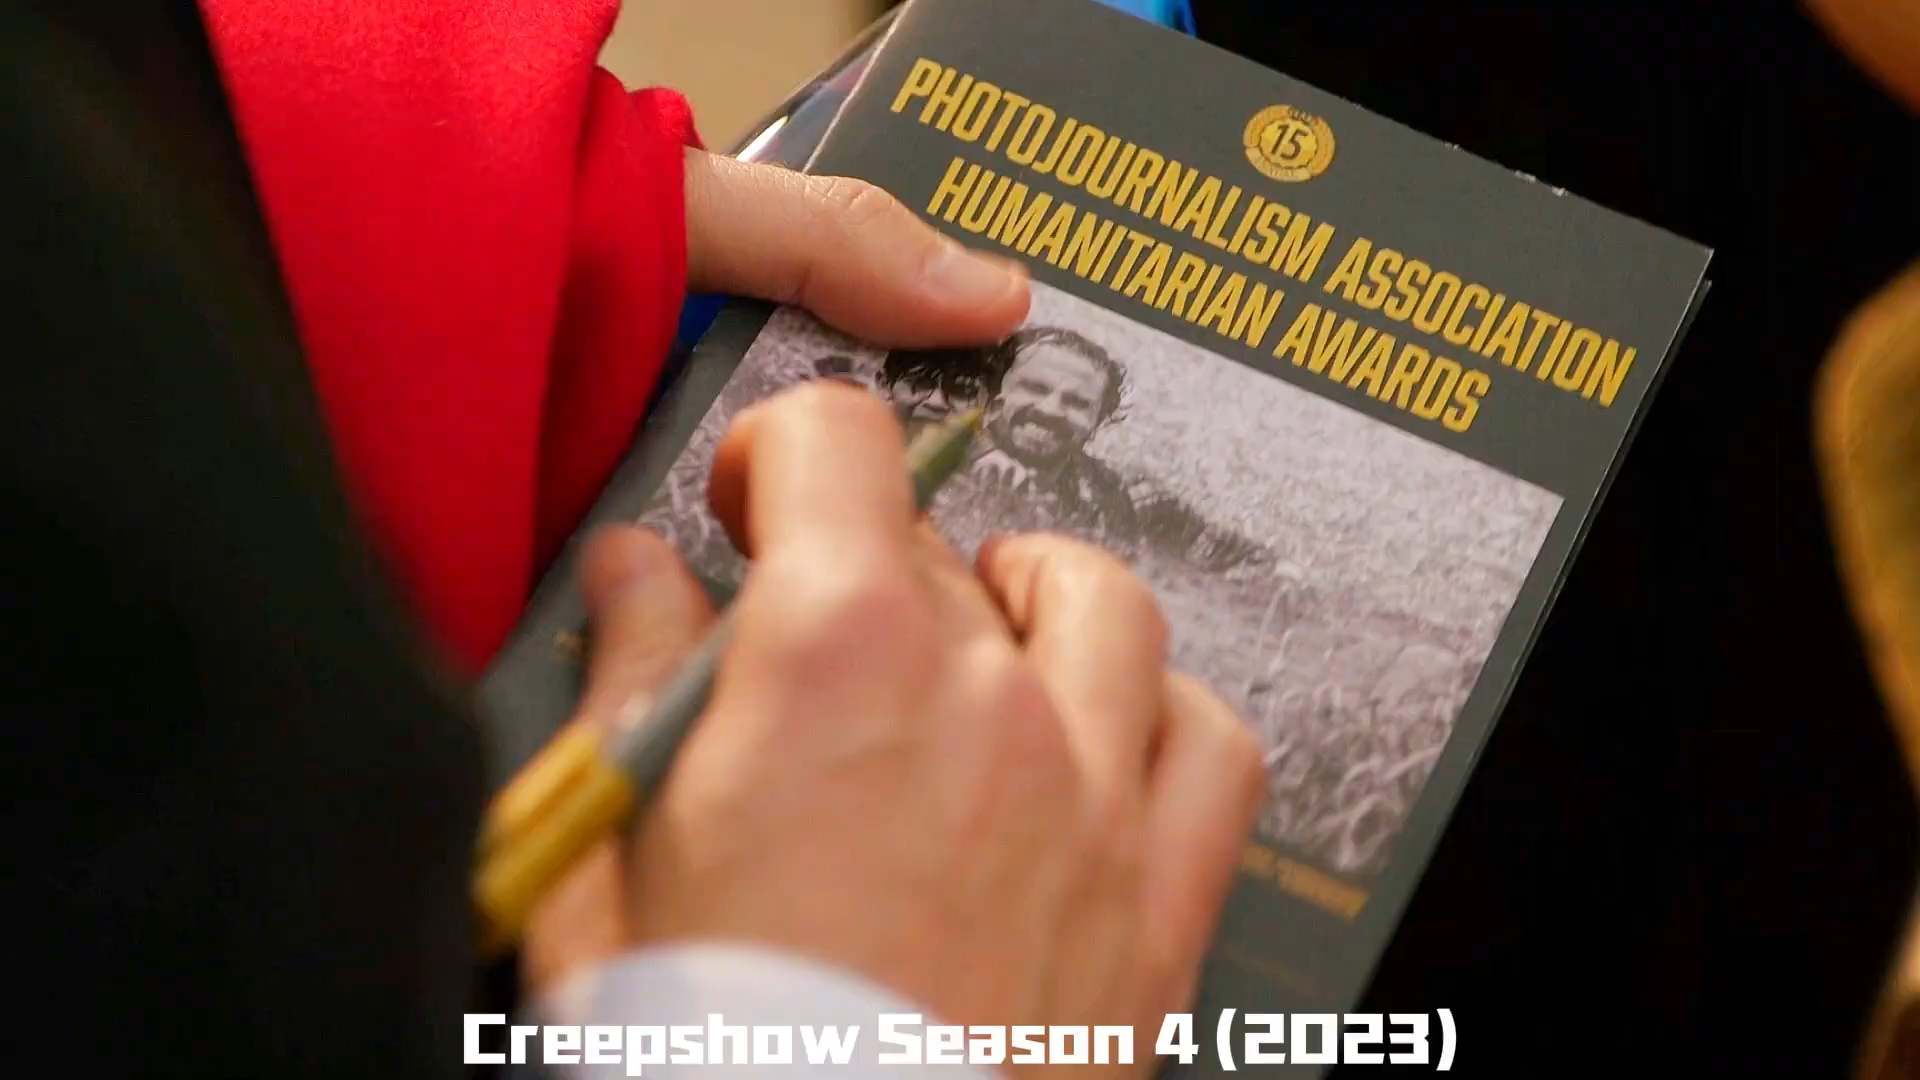 15
PHOTOJOURNALISM ASSOCIATION
HUMANITARIAN AWARDS
Creepshow Season 4 (2023)